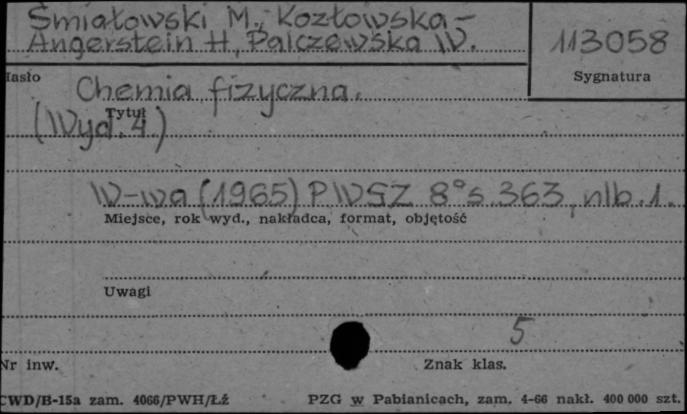 Śmiałowski M., Kozłowska-
Angerstein H, Palczewska W.
113058
Hasło
Sygnatura
Chemia fizyczna.
Tytuł
(Wyd. 4)
W-wa (1965) PWSZ 8° s. 363, nlb. 1.
Miejsce, rok wyd., nakładca, format, objętość
Uwagi
5
Nr inw.
Znak klas.
CWD/B-15a zam. 4066/PWH/Łź
PZG w Pabianicach, zam. 4-66 nakł. 400 000 szt.